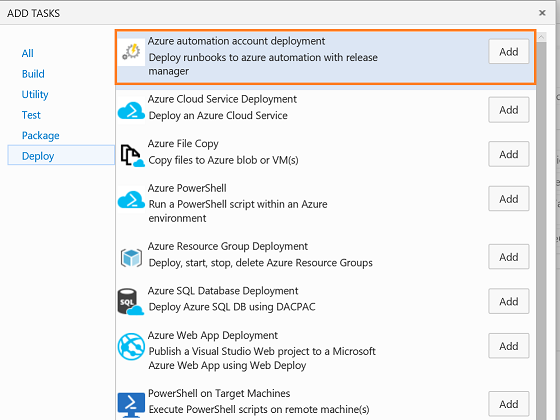 ADD TASKS
All
Build
Utility
Test
Package
Deploy
Azure automation account deployment
Deploy runbooks to azure automation with release
manager
Add
Azure Cloud Service Deployment
Deploy an Azure Cloud Service
Add
Azure File Copy
Copy files to Azure blob or VM(s)
Add
Azure PowerShell
Run a PowerShell script within an Azure
environment
Add
Azure Resource Group Deployment
Deploy, start, stop, delete Azure Resource Groups
Add
SQL
Azure SQL Database Deployment
Deploy Azure SQL DB using DACPAC
Add
Azure Web App Deployment
Publish a Visual Studio Web project to a Microsoft
Azure Web App using Web Deploy
Add
PowerShell on Target Machines
Execute PowerShell scripts on remote machine(s)
Add